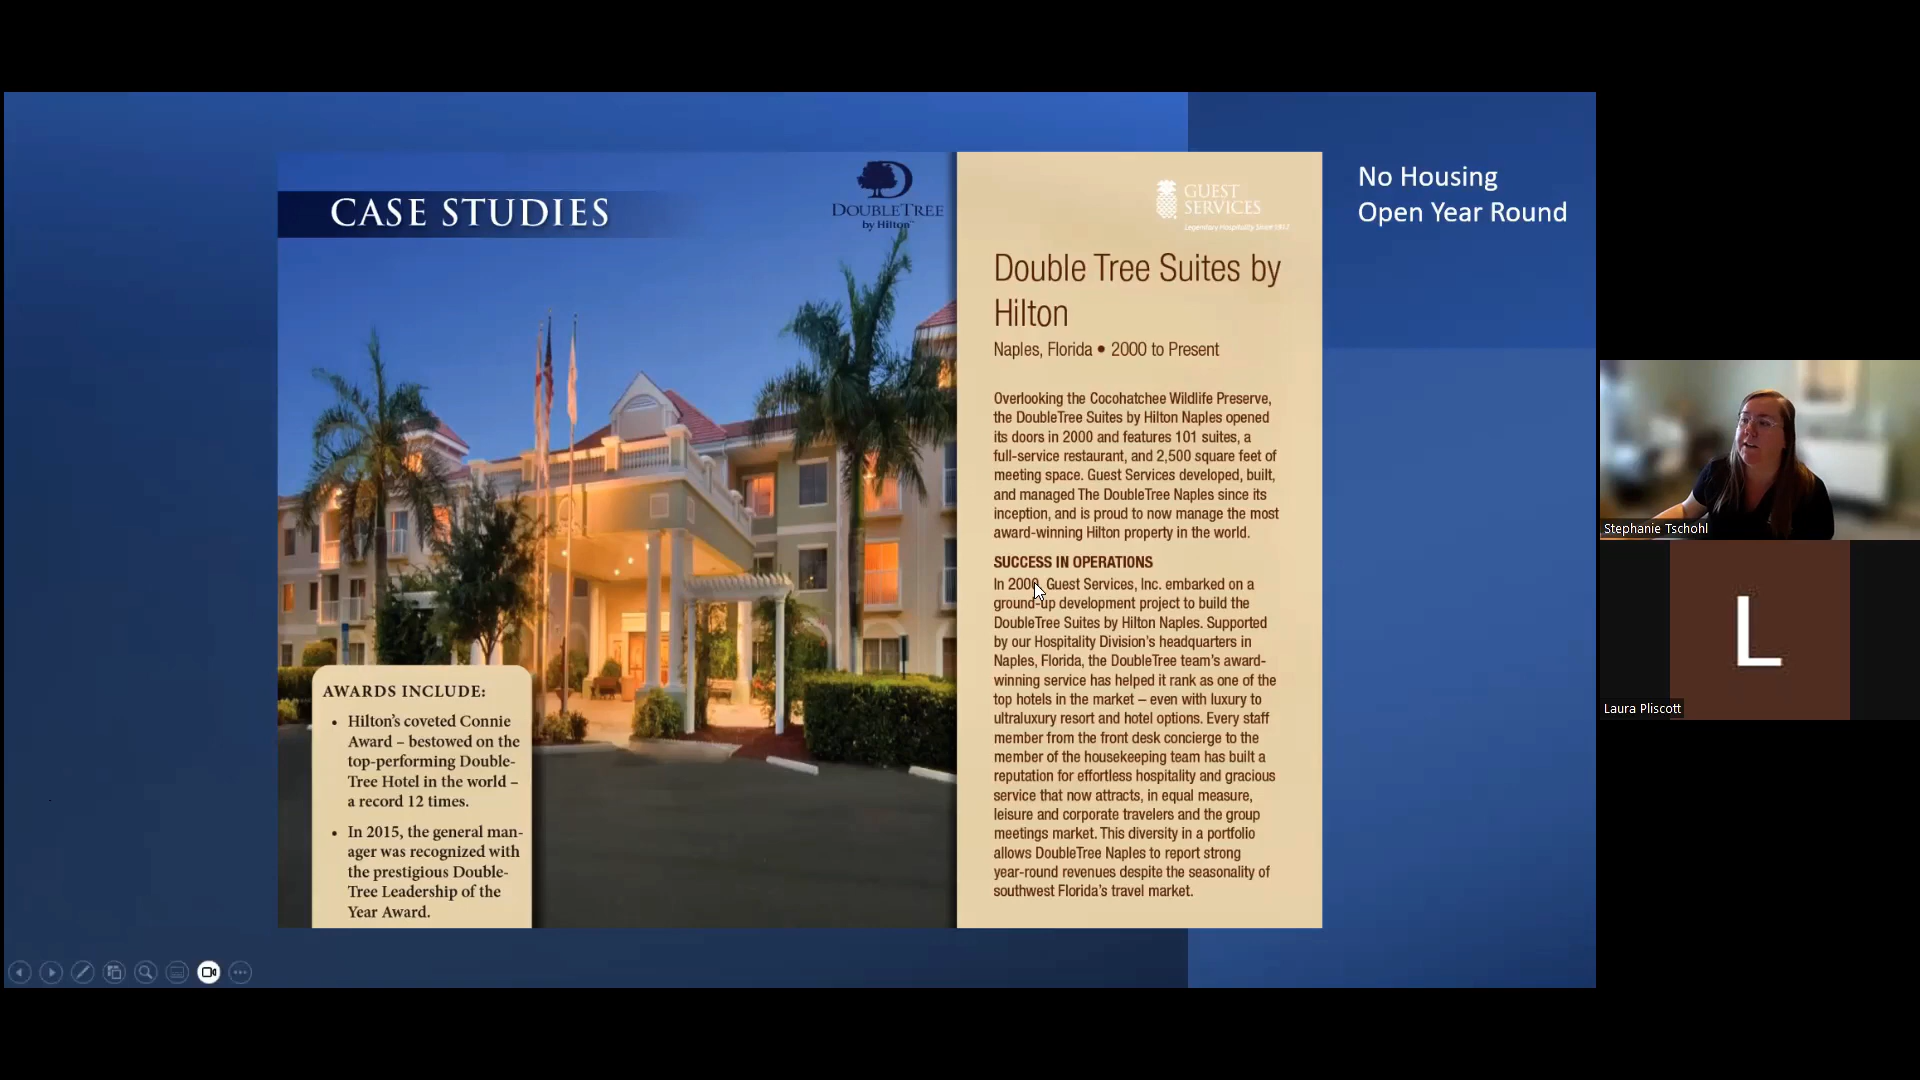 CASE STUDIES
DOUBLETREE
by Hilton™
AWARDS INCLUDE:
• Hilton's coveted Connie
Award – bestowed on the
top-performing Double-
Tree Hotel in the world –
a record 12 times.
• In 2015, the general man-
ager was recognized with
the prestigious Double-
Tree Leadership of the
Year Award.
GUEST
SERVICES
Legendary Hospitality Since 1917
Double Tree Suites by
Hilton
Naples, Florida • 2000 to Present
Overlooking the Cocohatchee Wildlife Preserve,
the DoubleTree Suites by Hilton Naples opened
its doors in 2000 and features 101 suites, a
full-service restaurant, and 2,500 square feet of
meeting space. Guest Services developed, built,
and managed The DoubleTree Naples since its
inception, and is proud to now manage the most
award-winning Hilton property in the world.
SUCCESS IN OPERATIONS
In 2000, Guest Services, Inc. embarked on a
ground-up development project to build the
DoubleTree Suites by Hilton Naples. Supported
by our Hospitality Division's headquarters in
Naples, Florida, the DoubleTree team's award-
winning service has helped it rank as one of the
top hotels in the market – even with luxury to
ultraluxury resort and hotel options. Every staff
member from the front desk concierge to the
member of the housekeeping team has built a
reputation for effortless hospitality and gracious
service that now attracts, in equal measure,
leisure and corporate travelers and the group
meetings market. This diversity in a portfolio
allows DoubleTree Naples to report strong
year-round revenues despite the seasonality of
southwest Florida's travel market.
No Housing
Open Year Round
Stephanie Tschohl
L
Laura Pliscott